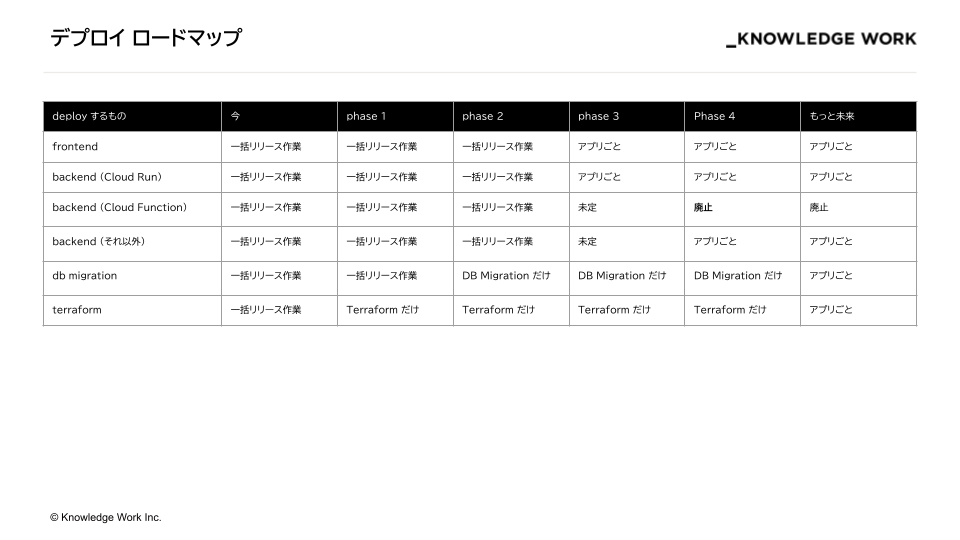 デプロイ ロードマップ
_KNOWLEDGE WORK
deploy するもの 今 phase 1 phase 2 phase 3 Phase 4 もっと未来
frontend 一括リリース作業 一括リリース作業 一括リリース作業 アプリごと アプリごと アプリごと
backend (Cloud Run) 一括リリース作業 一括リリース作業 一括リリース作業 アプリごと アプリごと アプリごと
backend (Cloud Function) 一括リリース作業 一括リリース作業 一括リリース作業 未定 廃止 廃止
backend (それ以外) 一括リリース作業 一括リリース作業 一括リリース作業 未定 アプリごと アプリごと
db migration 一括リリース作業 一括リリース作業 DB Migration だけ DB Migration だけ DB Migration だけ アプリごと
terraform 一括リリース作業 Terraform だけ Terraform だけ Terraform だけ Terraform だけ アプリごと
© Knowledge Work Inc.